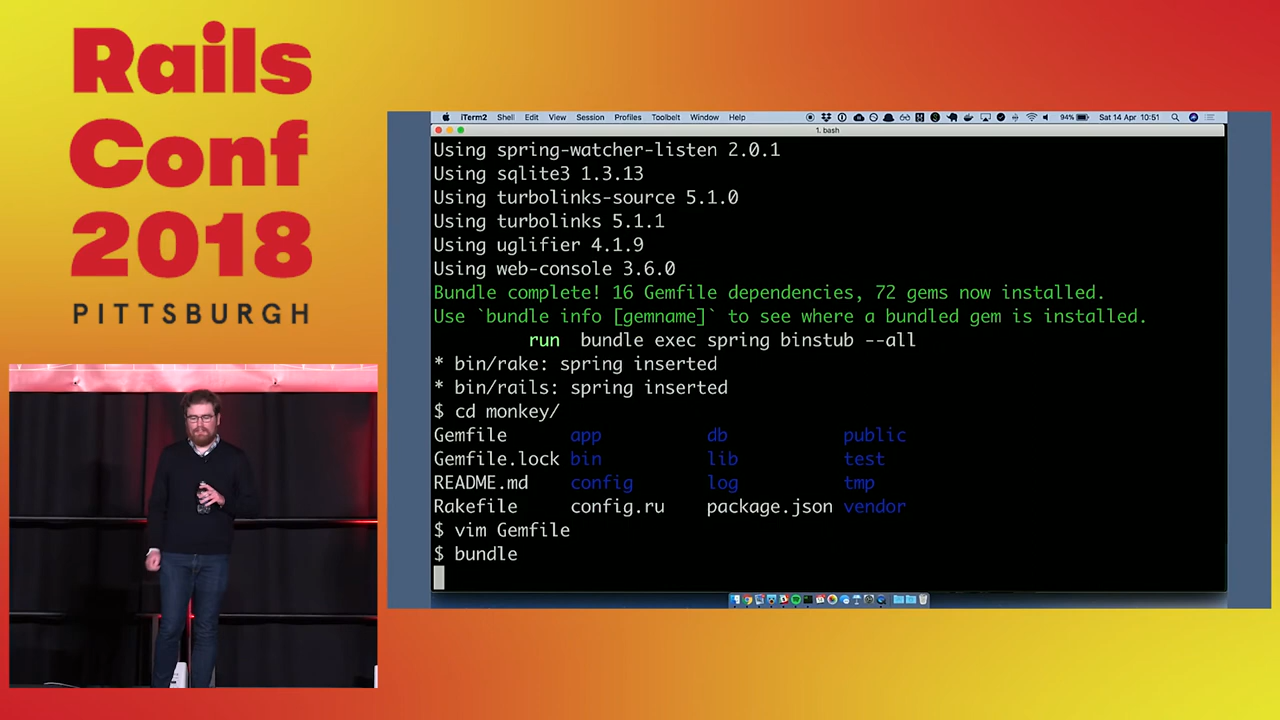 Rails
Conf
2018
PITTSBURGH
iTerm2 Shell Edit View Profiles Session Toolbelt Window Help 94% Sat 14 Apr 10:51
1. bash
Using spring-watcher-listen 2.0.1
Using sqlite3 1.3.13
Using turbolinks-source 5.1.0
Using turbolinks 5.1.1
Using uglifier 4.1.9
Using web-console 3.6.0
Bundle complete! 16 Gemfile dependencies, 72 gems now installed.
Use `bundle info [gemname]` to see where a bundled gem is installed.
run bundle exec spring binstub --all
* bin/rake: spring inserted
* bin/rails: spring inserted
$ cd monkey/
Gemfile app db public
Gemfile.lock bin lib test
README.md config log tmp
Rakefile config.ru package.json vendor
$ vim Gemfile
$ bundle